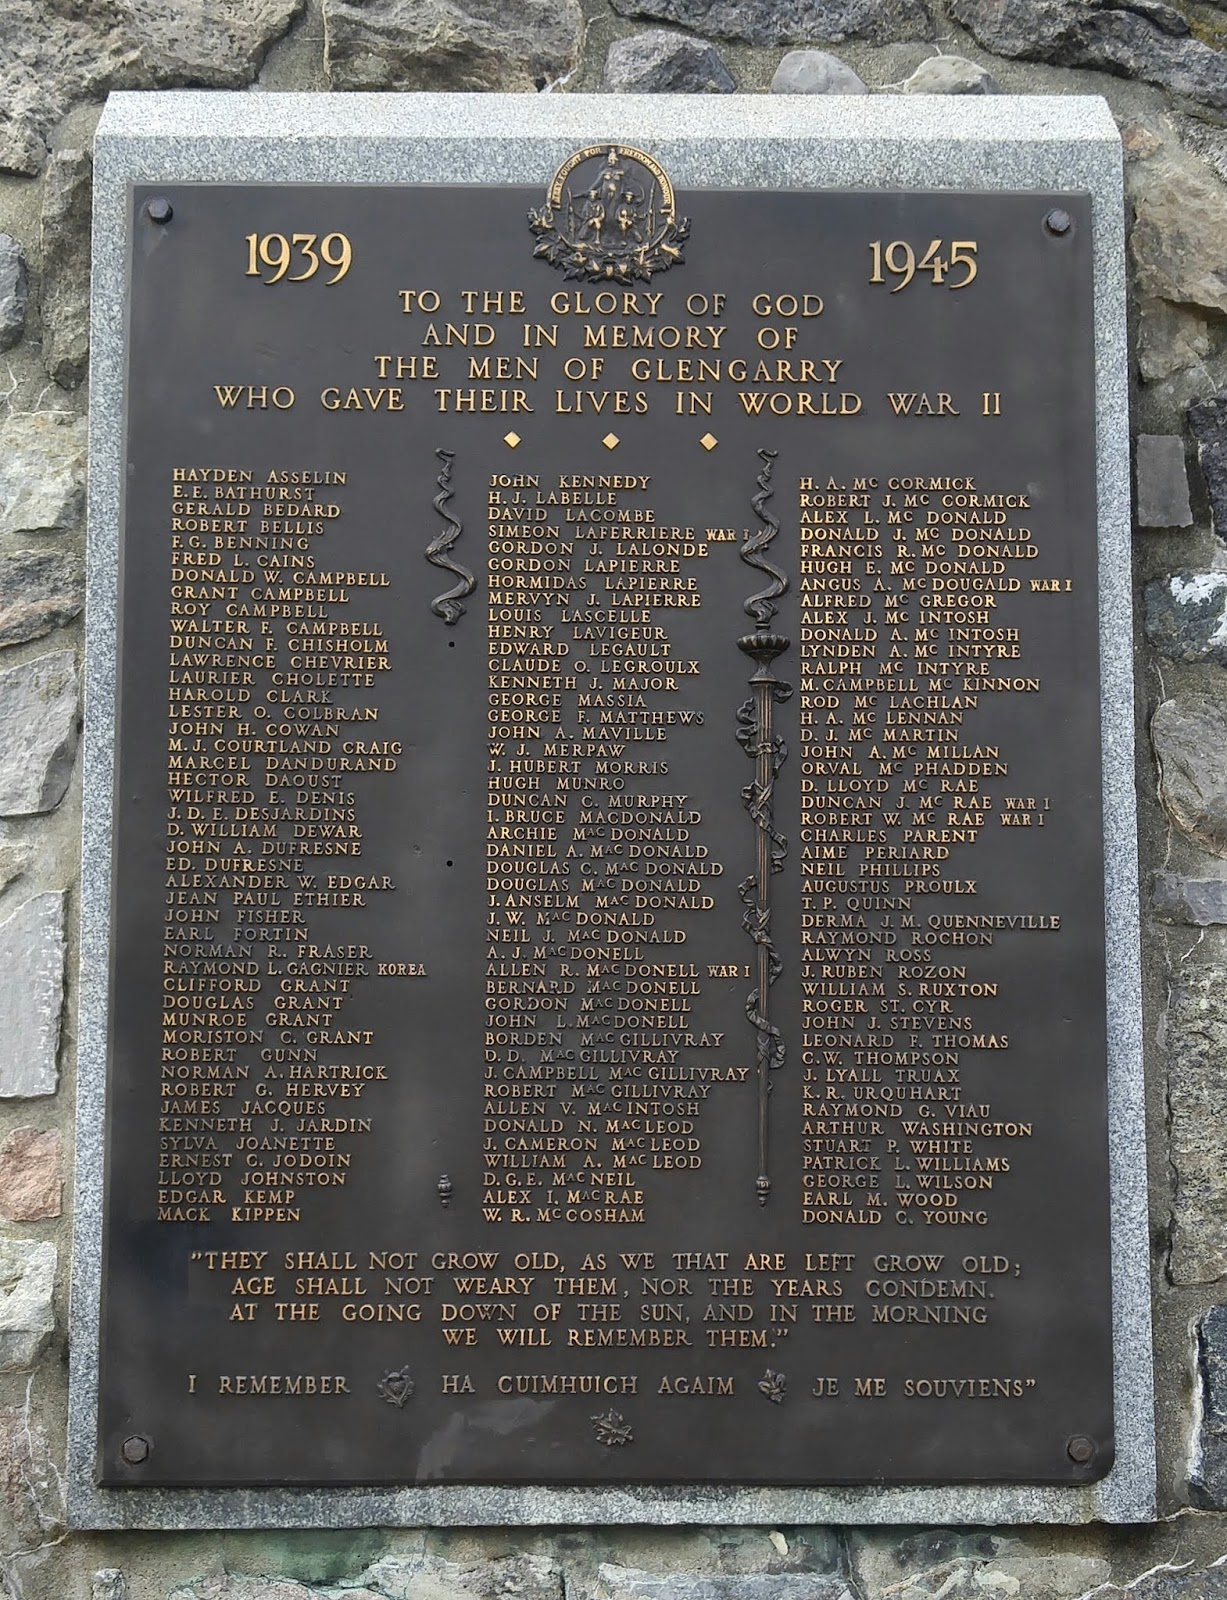 THEY FOUGHT FOR FREEDOM AND HONOUR
1939
1945
TO THE GLORY OF GOD
AND IN MEMORY OF
THE MEN OF GLENGARRY
WHO GAVE THEIR LIVES IN WORLD WAR II
HAYDEN ASSELIN
E. E. BATHURST
GERALD BEDARD
ROBERT BELLIS
F. G. BENNING
FRED L. CAINS
DONALD W. CAMPBELL
GRANT CAMPBELL
ROY CAMPBELL
WALTER F. CAMPBELL
DUNCAN F. CHISHOLM
LAWRENCE CHEVRIER
LAURIER CHOLETTE
HAROLD CLARK
LESTER O. COLBRAN
JOHN H. COWAN
M. J. COURTLAND CRAIG
MARCEL DANDURAND
HECTOR DAOUST
WILFRED E. DENIS
J. D. E. DESJARDINS
D. WILLIAM DEWAR
JOHN A. DUFRESNE
ED. DUFRESNE
ALEXANDER W. EDGAR
JEAN PAUL ETHIER
JOHN FISHER
EARL FORTIN
NORMAN R. FRASER
RAYMOND L. GAGNIER KOREA
CLIFFORD GRANT
DOUGLAS GRANT
MUNROE GRANT
MORISTON C. GRANT
ROBERT GUNN
NORMAN A. HARTRICK
ROBERT G. HERVEY
JAMES JACQUES
KENNETH J. JARDIN
SYLVA JOANETTE
ERNEST C. JODOIN
LLOYD JOHNSTON
EDGAR KEMP
MACK KIPPEN
JOHN KENNEDY
H. J. LABELLE
DAVID LACOMBE
SIMEON LAFERRIERE WAR I
GORDON J. LALONDE
GORDON LAPIERRE
HORMIDAS LAPIERRE
MERVYN J. LAPIERRE
LOUIS LASCELLE
HENRY LAVIGEUR
EDWARD LEGAULT
CLAUDE O. LEGROULX
KENNETH J. MAJOR
GEORGE MASSIA
GEORGE F. MATTHEWS
JOHN A. MAVILLE
W. J. MERPAW
J. HUBERT MORRIS
HUGH MUNRO
DUNCAN C. MURPHY
I. BRUCE MACDONALD
ARCHIE MAC DONALD
DANIEL A. MAC DONALD
DOUGLAS C. MAC DONALD
DOUGLAS MAC DONALD
J. ANSELM MAC DONALD
J. W. MAC DONALD
NEIL J. MAC DONALD
A. J. MAC DONELL
ALLEN R. MAC DONELL WAR I
BERNARD MAC DONELL
GORDON MAC DONELL
JOHN L. MAC DONELL
BORDEN MAC GILLIVRAY
D. D. MAC GILLIVRAY
J. CAMPBELL MAC GILLIVRAY
ROBERT MAC GILLIVRAY
ALLEN V. MAC INTOSH
DONALD N. MAC LEOD
J. CAMERON MAC LEOD
WILLIAM A. MAC LEOD
D. G. E. MAC NEIL
ALEX I. MAC RAE
W. R. MC COSHAM
H. A. MC CORMICK
ROBERT J. MC CORMICK
ALEX L. MC DONALD
DONALD J. MC DONALD
FRANCIS R. MC DONALD
HUGH E. MC DONALD
ANGUS A. MC DOUGALD WAR I
ALFRED MC GREGOR
ALEX J. MC INTOSH
DONALD A. MC INTOSH
LYNDEN A. MC INTYRE
RALPH MC INTYRE
M. CAMPBELL MC KINNON
ROD MC LACHLAN
H. A. MC LENNAN
D. J. MC MARTIN
JOHN A. MC MILLAN
ORVAL MC PHADDEN
D. LLOYD MC RAE
DUNCAN J. MC RAE WAR I
ROBERT W. MC RAE WAR I
CHARLES PARENT
AIME PERIARD
NEIL PHILLIPS
AUGUSTUS PROULX
T. P. QUINN
DERMA J. M. QUENNEVILLE
RAYMOND ROCHON
ALWYN ROSS
J. RUBEN ROZON
WILLIAM S. RUXTON
ROGER ST. CYR
JOHN J. STEVENS
LEONARD F. THOMAS
C. W. THOMPSON
J. LYALL TRUAX
K. R. URQUHART
RAYMOND G. VIAU
ARTHUR WASHINGTON
STUART P. WHITE
PATRICK L. WILLIAMS
GEORGE L. WILSON
EARL M. WOOD
DONALD C. YOUNG
"THEY SHALL NOT GROW OLD, AS WE THAT ARE LEFT GROW OLD;
AGE SHALL NOT WEARY THEM, NOR THE YEARS CONDEMN.
AT THE GOING DOWN OF THE SUN, AND IN THE MORNING
WE WILL REMEMBER THEM."
I REMEMBER HA CUIMHUICH AGAIM JE ME SOUVIENS"